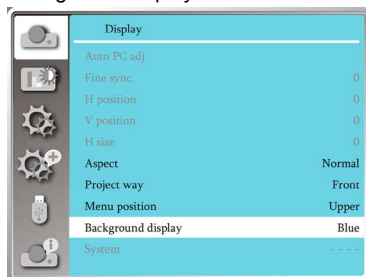 Display
Auto PC adj
Fine sync 0
H position 0
V position 0
H size 0
Aspect Normal
Project way Front
Menu position Upper
Background display Blue
System - - - -